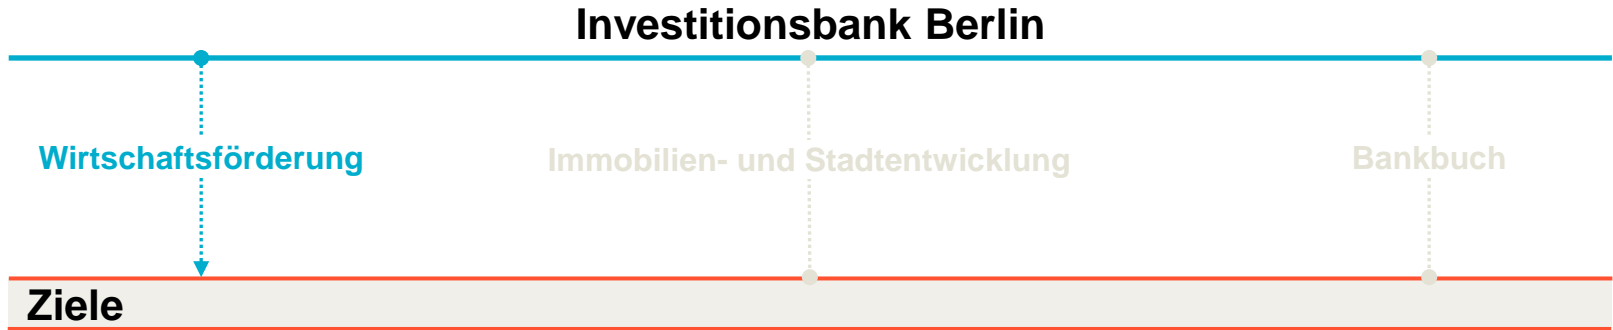 Investitionsbank Berlin
Wirtschaftsförderung
Immobilien- und Stadtentwicklung
Bankbuch
Ziele